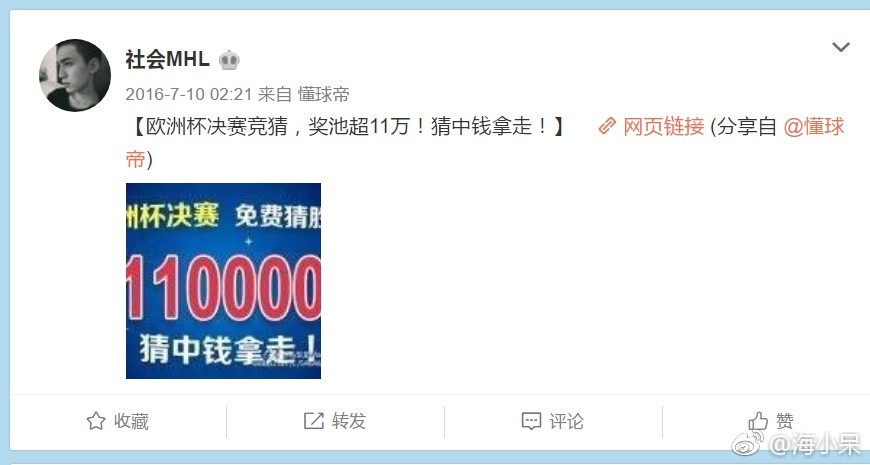 社会MHL
2016-7-10 02:21 来自 懂球帝
【欧洲杯决赛竞猜，奖池超11万！猜中钱拿走！】 网页链接 (分享自 @懂球
帝)
洲杯决赛 免费猜胜
110000
猜中钱拿走！
收藏
转发
评论
赞
@海小呆